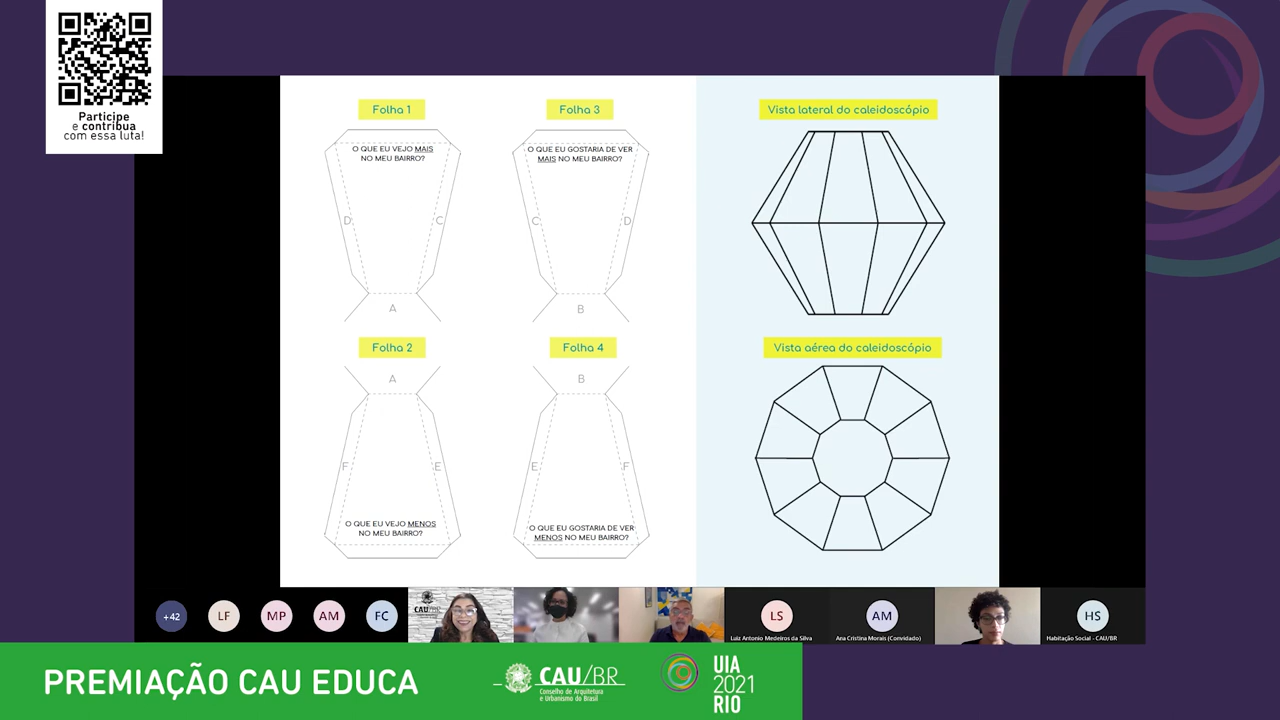 Participe
e contribua
com essa luta!
Folha 1
O QUE EU VEJO MAIS
NO MEU BAIRRO?
D
C
A
Folha 3
O QUE EU GOSTARIA DE VER
MAIS NO MEU BAIRRO?
C
D
B
Vista lateral do caleidoscópio
Folha 2
A
F
E
O QUE EU VEJO MENOS
NO MEU BAIRRO?
Folha 4
B
E
F
O QUE EU GOSTARIA DE VER
MENOS NO MEU BAIRRO?
Vista aérea do caleidoscópio
+42
LF
MP
AM
FC
CAU/BR
LS
Luiz Antonio Medeiros da Silva
AM
Ana Cristina Morais (Convidado)
HS
Habitação Social - CAU/BR
PREMIAÇÃO CAU EDUCA
CAU/BR
Conselho de Arquitetura
e Urbanismo do Brasil
UIA
2021
RIO